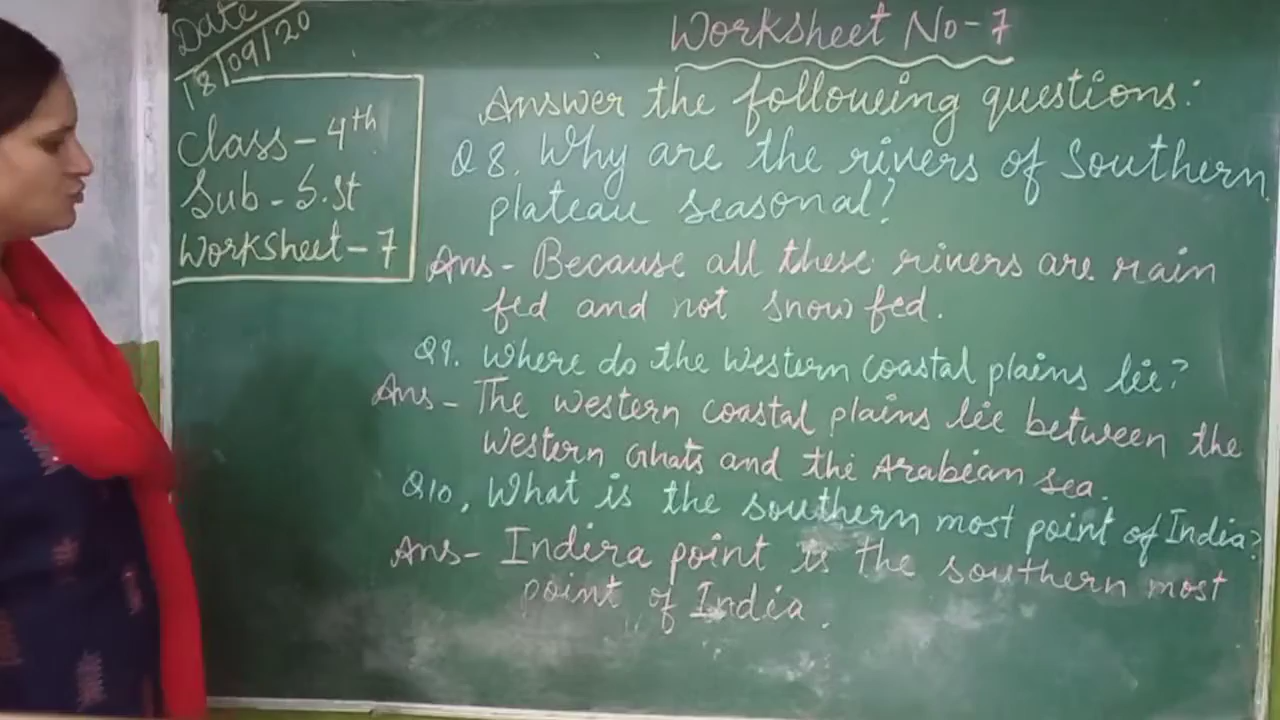 Date
18/09/20
Class - 4th
Sub - S.St
Worksheet - 7
Worksheet No - 7
Answer the following questions:
Q 8. Why are the rivers of Southern
plateau seasonal?
Ans - Because all these rivers are rain
fed and not snow fed.
Q9. Where do the Western Coastal plains lie?
Ans - The western coastal plains lie between the
Western Ghats and the Arabian Sea.
Q10, What is the southern most point of India?
Ans - Indira point is the southern most
point of India.